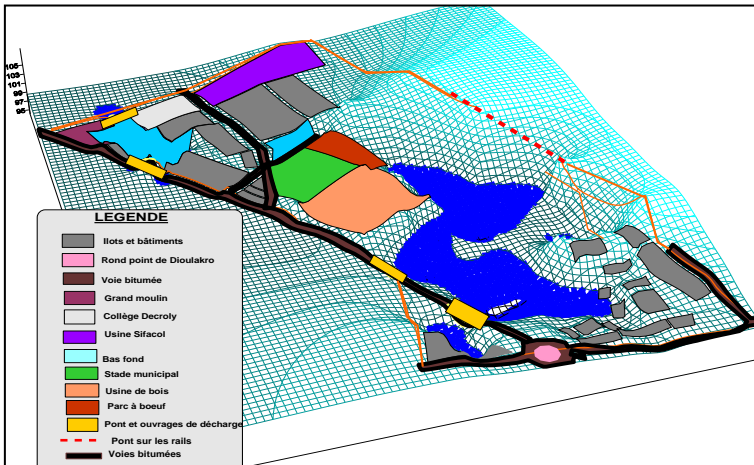 105
103
101
99
97
95
LEGENDE
Ilots et bâtiments
Rond point de Dioulakro
Voie bitumée
Grand moulin
Collège Decroly
Usine Sifacol
Bas fond
Stade municipal
Usine de bois
Parc à boeuf
Pont et ouvrages de décharge
Pont sur les rails
Voies bitumées